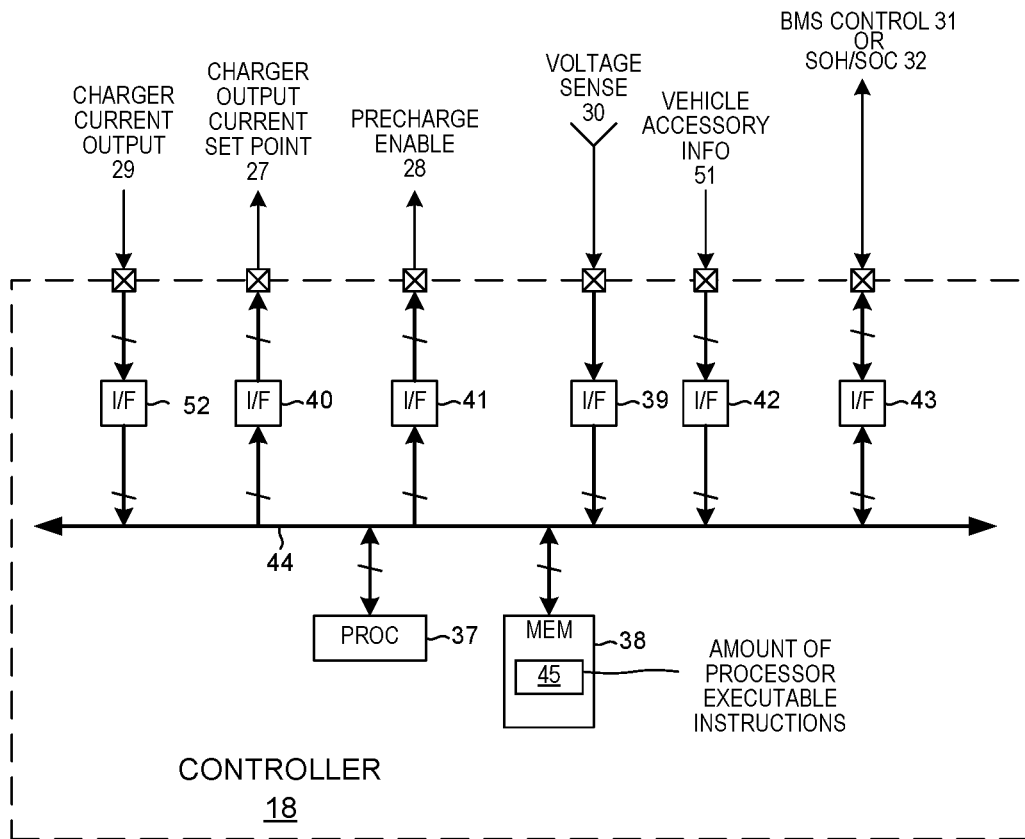 CHARGER
CURRENT
OUTPUT
29
CHARGER
OUTPUT
CURRENT
SET POINT
27
PRECHARGE
ENABLE
28
VOLTAGE
SENSE
30
VEHICLE
ACCESSORY
INFO
51
BMS CONTROL 31
OR
SOH/SOC 32
I/F
52
I/F
40
I/F
41
I/F
39
I/F
42
I/F
43
44
PROC
37
MEM
38
45
AMOUNT OF
PROCESSOR
EXECUTABLE
INSTRUCTIONS
CONTROLLER
18